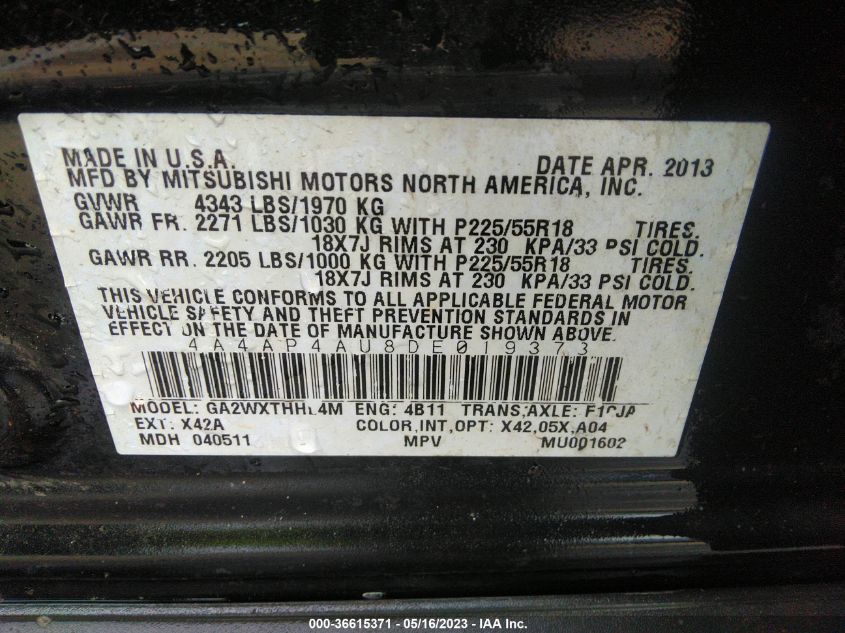 MADE IN U.S.A. DATE APR. 2013
MFD BY MITSUBISHI MOTORS NORTH AMERICA, INC.
GVWR 4343 LBS/1970 KG
GAWR FR. 2271 LBS/1030 KG WITH P225/55R18 TIRES.
18X7J RIMS AT 230 KPA/33 PSI COLD.
GAWR RR. 2205 LBS/1000 KG WITH P225/55R18 TIRES.
18X7J RIMS AT 230 KPA/33 PSI COLD.
THIS VEHICLE CONFORMS TO ALL APPLICABLE FEDERAL MOTOR
VEHICLE SAFETY AND THEFT PREVENTION STANDARDS IN
EFFECT ON THE DATE OF MANUFACTURE SHOWN ABOVE.
4A4AP4AU8DE019373
MODEL: GA2WXTHHL4M ENG: 4B11 TRANS,AXLE:
EXT: X42A COLOR,INT,OPT: X42,05X,A04
MDH 040511 MPV MU001602
000-36615371 - 05/16/2023 - IAA Inc.